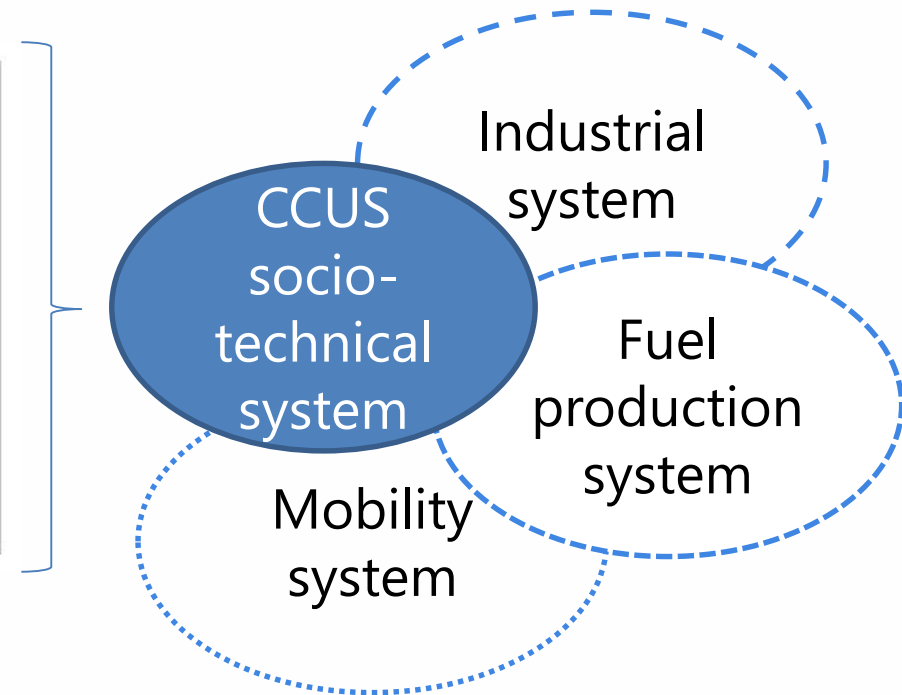 Industrial
system
CCUS
socio-
technical
system
Fuel
production
system
Mobility
system